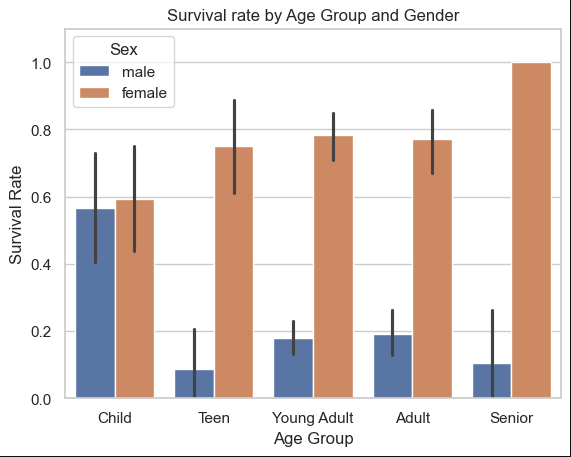 Survival rate by Age Group and Gender
Sex
male
female
Survival Rate
1.0
0.8
0.6
0.4
0.2
0.0
Child Teen Young Adult Adult Senior
Age Group